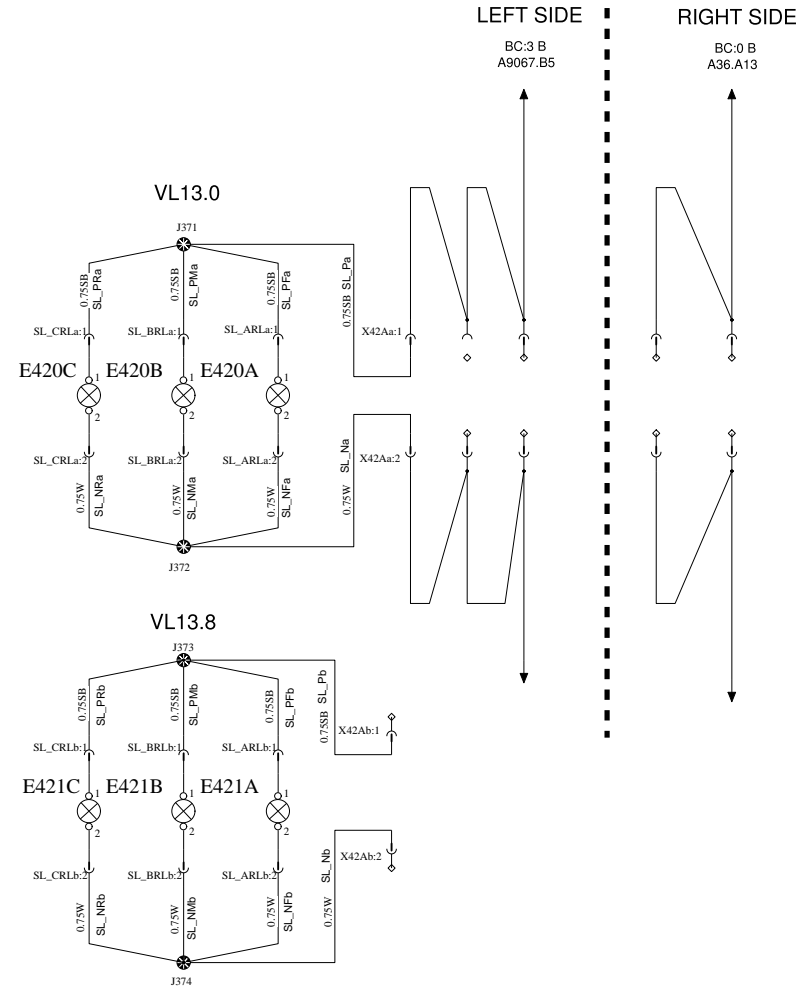 LEFT SIDE
RIGHT SIDE
BC:3 B
A9067.B5
BC:0 B
A36.A13
VL13.0
J371
0.75SB
SL_PRa
0.75SB
SL_PMa
0.75SB
SL_PFa
0.75SB
SL_Pa
SL_CRLa:1
SL_BRLa:1
SL_ARLa:1
X42Aa:1
E420C
1
E420B
1
E420A
1
2
2
2
SL_CRLa:2
SL_BRLa:2
SL_ARLa:2
X42Aa:2
0.75W
SL_NRa
0.75W
SL_NMa
0.75W
SL_NFa
0.75W
SL_Na
J372
VL13.8
J373
0.75SB
SL_PRb
0.75SB
SL_PMb
0.75SB
SL_PFb
0.75SB
SL_Pb
SL_CRLb:1
SL_BRLb:1
SL_ARLb:1
X42Ab:1
E421C
1
E421B
1
E421A
1
2
2
2
SL_CRLb:2
SL_BRLb:2
SL_ARLb:2
X42Ab:2
0.75W
SL_NRb
0.75W
SL_NMb
0.75W
SL_NFb
0.75W
SL_Nb
J374